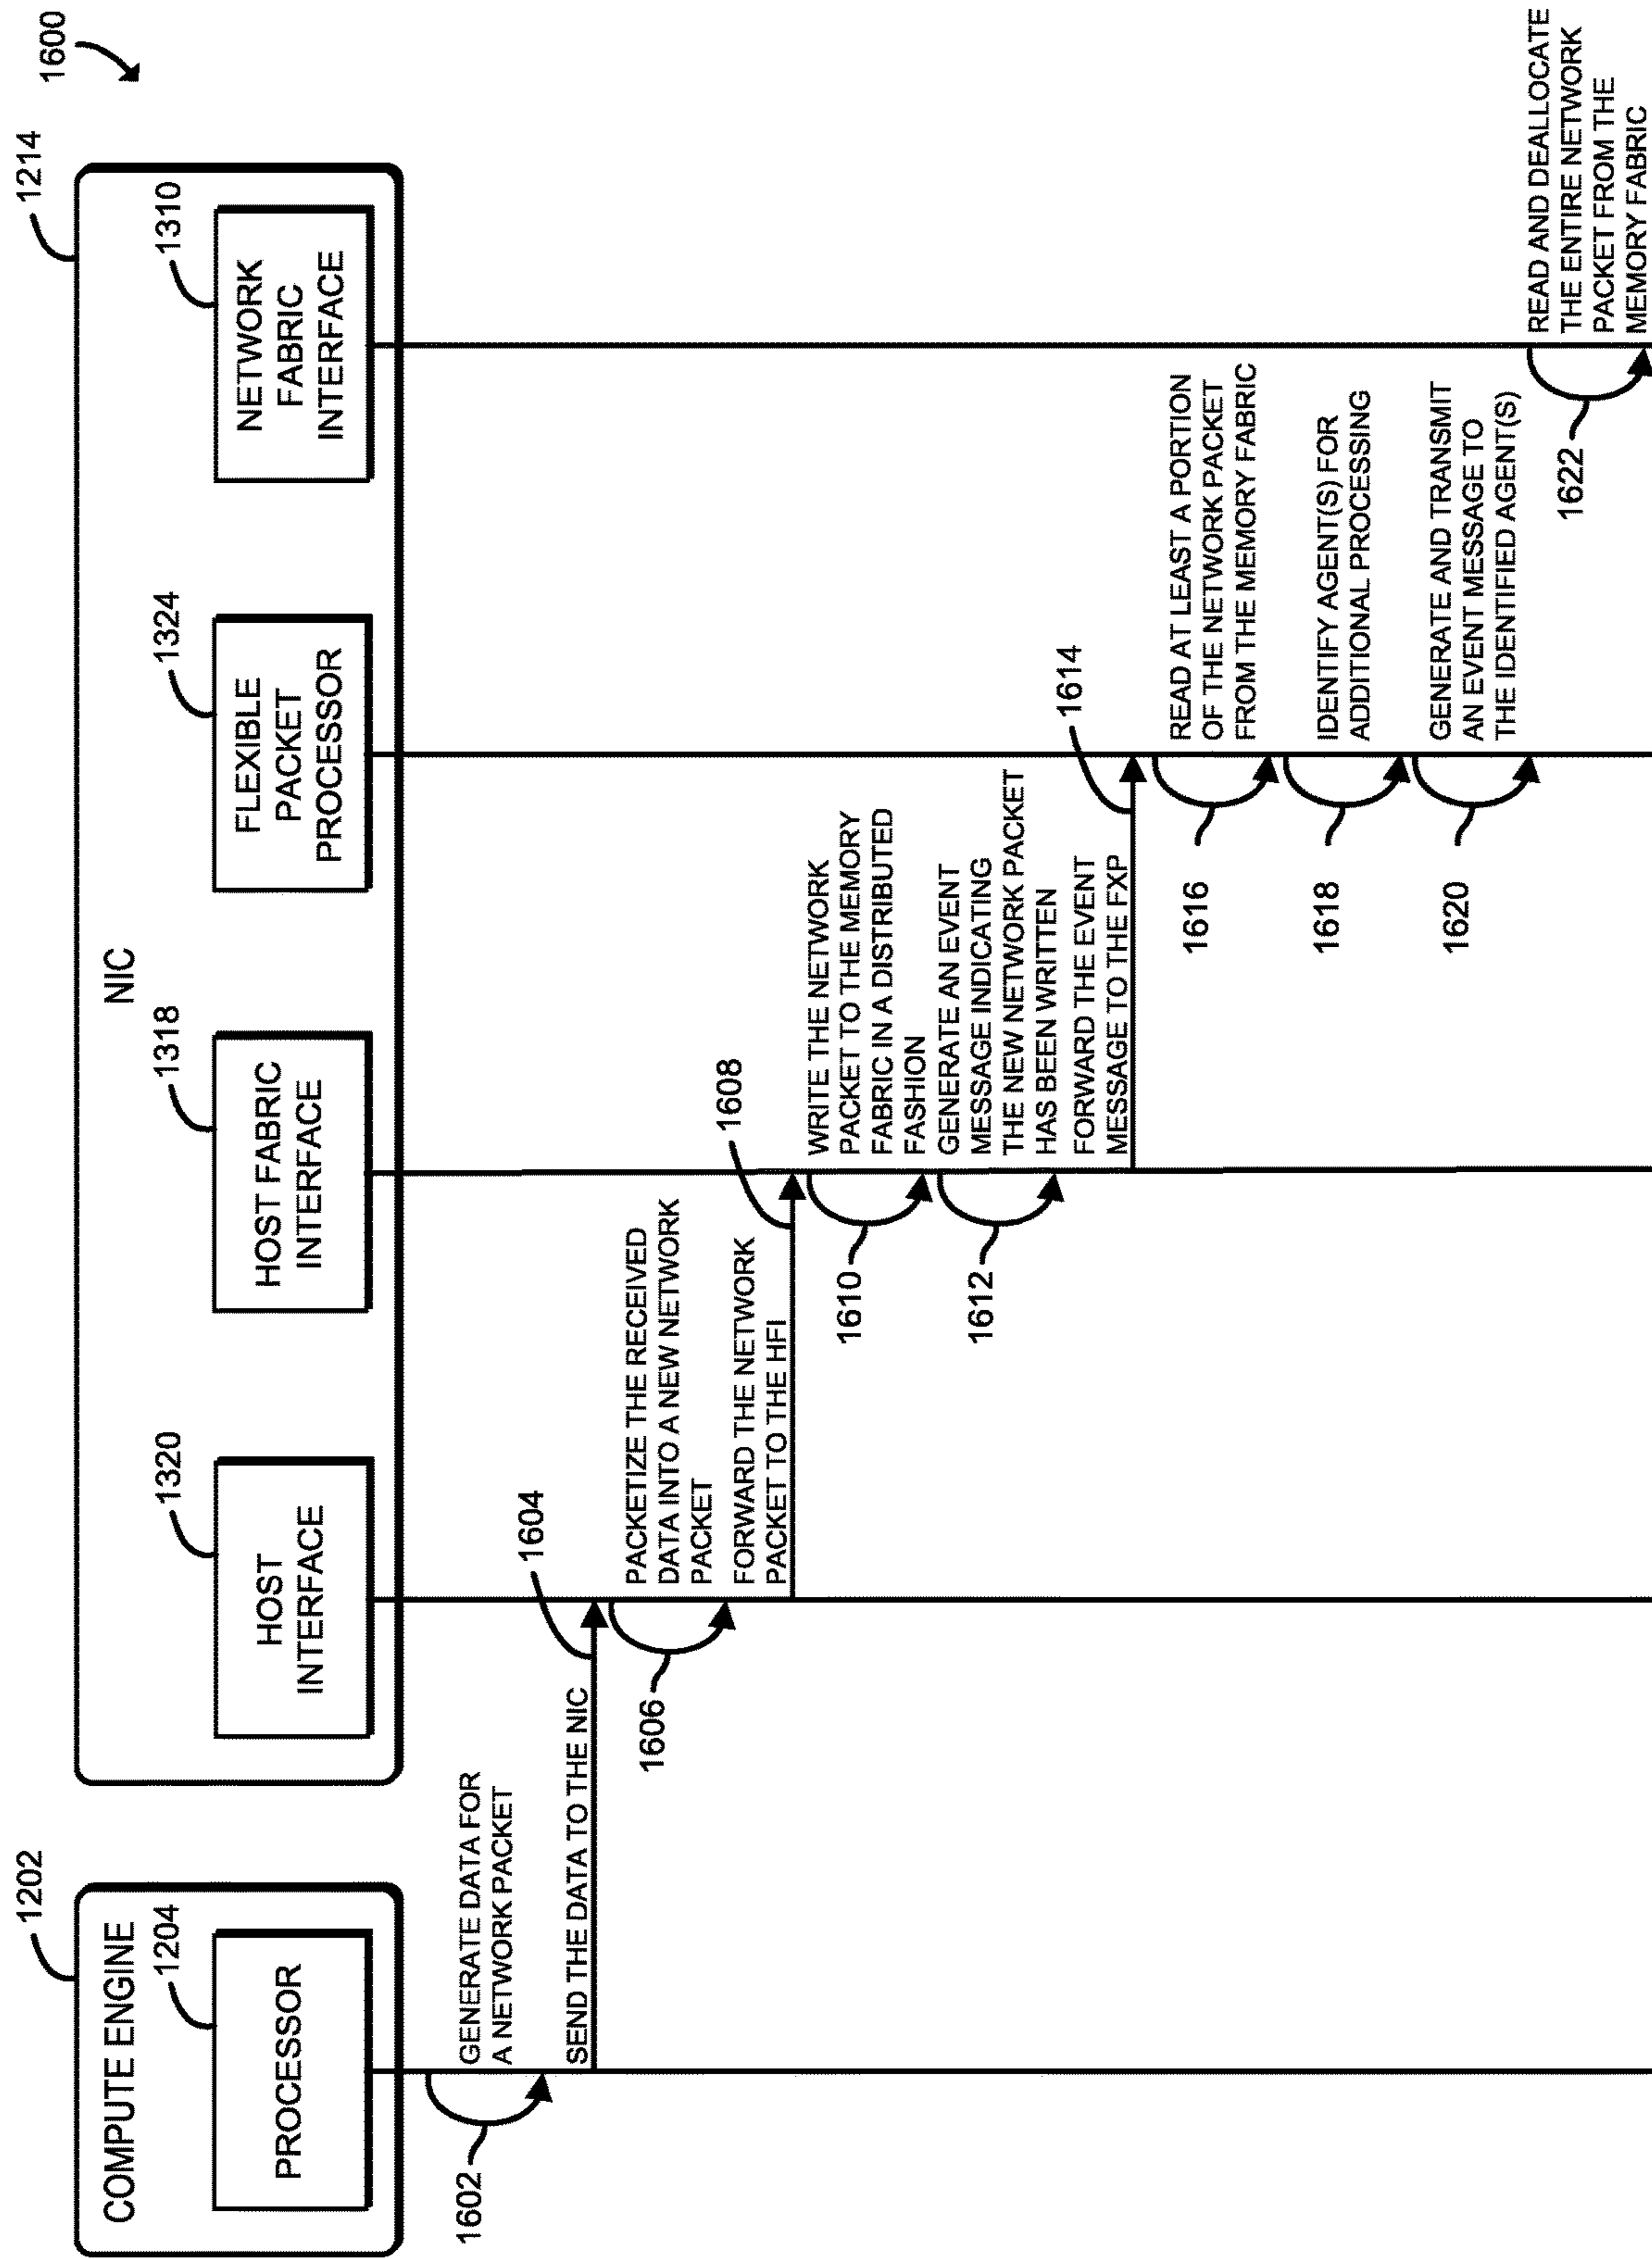 1600
1202
COMPUTE ENGINE
1204
PROCESSOR
1214
NIC
1320
HOST
INTERFACE
1318
HOST FABRIC
INTERFACE
1324
FLEXIBLE
PACKET
PROCESSOR
1310
NETWORK
FABRIC
INTERFACE
1602
GENERATE DATA FOR
A NETWORK PACKET
SEND THE DATA TO THE NIC
1604
1606
PACKETIZE THE RECEIVED
DATA INTO A NEW NETWORK
PACKET
FORWARD THE NETWORK
PACKET TO THE HFI
1608
1610
WRITE THE NETWORK
PACKET TO THE MEMORY
FABRIC IN A DISTRIBUTED
FASHION
1612
GENERATE AN EVENT
MESSAGE INDICATING
THE NEW NETWORK PACKET
HAS BEEN WRITTEN
FORWARD THE EVENT
MESSAGE TO THE FXP
1614
1616
READ AT LEAST A PORTION
OF THE NETWORK PACKET
FROM THE MEMORY FABRIC
1618
IDENTIFY AGENT(S) FOR
ADDITIONAL PROCESSING
1620
GENERATE AND TRANSMIT
AN EVENT MESSAGE TO
THE IDENTIFIED AGENT(S)
1622
READ AND DEALLOCATE
THE ENTIRE NETWORK
PACKET FROM THE
MEMORY FABRIC